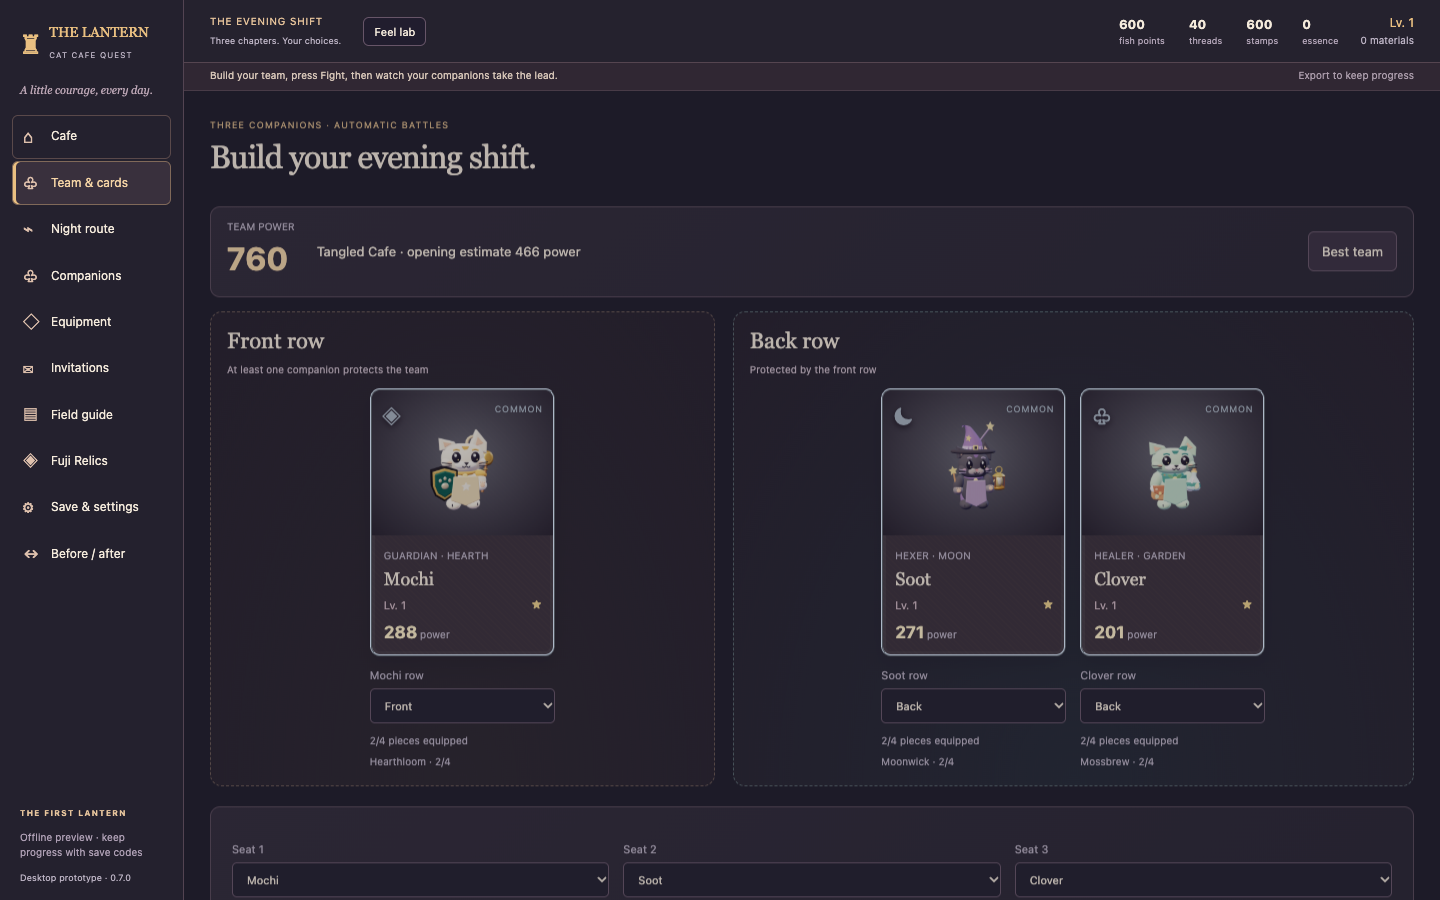 THE LANTERN
CAT CAFE QUEST
A little courage, every day.
Cafe
Team & cards
Night route
Companions
Equipment
Invitations
Field guide
Fuji Relics
Save & settings
Before / after
THE FIRST LANTERN
Offline preview · keep
progress with save codes
Desktop prototype · 0.7.0
THE EVENING SHIFT
Three chapters. Your choices.
Feel lab
600
fish points
40
threads
600
stamps
0
essence
Lv. 1
0 materials
Build your team, press Fight, then watch your companions take the lead.
Export to keep progress
THREE COMPANIONS · AUTOMATIC BATTLES
Build your evening shift.
TEAM POWER
760
Tangled Cafe · opening estimate 466 power
Best team
Front row
At least one companion protects the team
COMMON
GUARDIAN · HEARTH
Mochi
Lv. 1
288 power
Mochi row
Front
2/4 pieces equipped
Hearthloom · 2/4
Back row
Protected by the front row
COMMON
HEXER · MOON
Soot
Lv. 1
271 power
Soot row
Back
2/4 pieces equipped
Moonwick · 2/4
COMMON
HEALER · GARDEN
Clover
Lv. 1
201 power
Clover row
Back
2/4 pieces equipped
Mossbrew · 2/4
Seat 1
Mochi
Seat 2
Soot
Seat 3
Clover